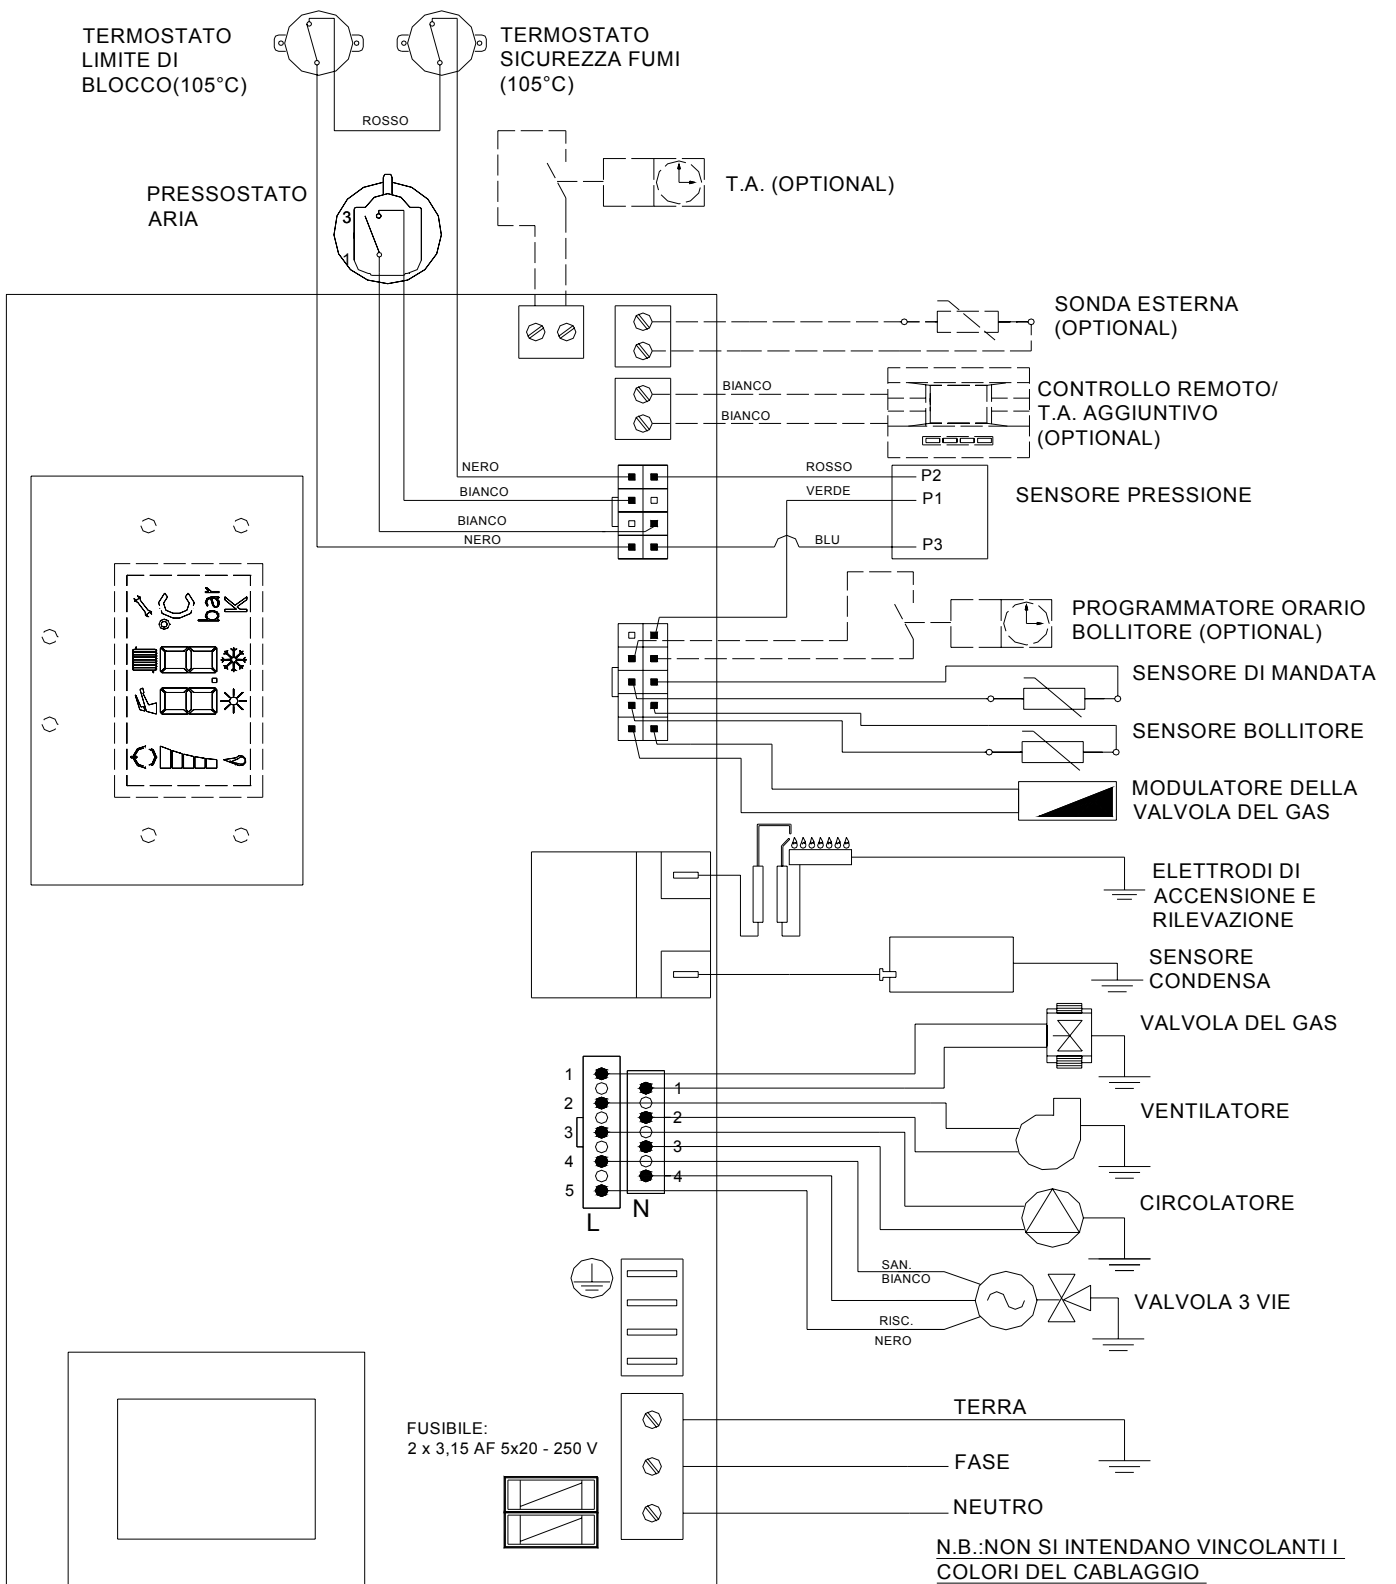 TERMOSTATO
LIMITE DI
BLOCCO(105°C)
TERMOSTATO
SICUREZZA FUMI
(105°C)
ROSSO
PRESSOSTATO
ARIA
3
1
T.A. (OPTIONAL)
SONDA ESTERNA
(OPTIONAL)
BIANCO
BIANCO
CONTROLLO REMOTO/
T.A. AGGIUNTIVO
(OPTIONAL)
NERO
BIANCO
BIANCO
NERO
ROSSO
VERDE
BLU
P2
P1
P3
SENSORE PRESSIONE
°C
bar
K
PROGRAMMATORE ORARIO
BOLLITORE (OPTIONAL)
SENSORE DI MANDATA
SENSORE BOLLITORE
MODULATORE DELLA
VALVOLA DEL GAS
ELETTRODI DI
ACCENSIONE E
RILEVAZIONE
SENSORE
CONDENSA
VALVOLA DEL GAS
VENTILATORE
CIRCOLATORE
VALVOLA 3 VIE
1
2
3
4
5
L
1
2
3
4
N
SAN.
BIANCO
RISC.
NERO
FUSIBILE:
2 x 3,15 AF 5x20 - 250 V
TERRA
FASE
NEUTRO
N.B.:NON SI INTENDANO VINCOLANTI I
COLORI DEL CABLAGGIO